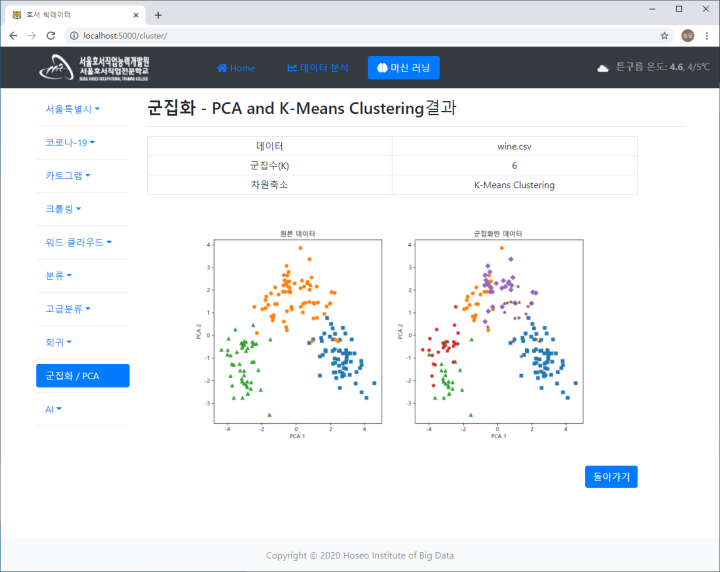 호서 빅데이터
localhost:5000/cluster/
승모
서울호서직업능력개발원
서울호서직업전문학교
SEOUL HOSEO OCCUPATIONAL TRAINING COLLEGE
Home
데이터 분석
머신 러닝
튼구름 온도: 4.6, 4/5℃
서울특별시
코로나-19
카토그램
크롤링
워드 클라우드
분류
고급분류
회귀
군집화 / PCA
AI
군집화 - PCA and K-Means Clustering결과
데이터 wine.csv
군집수(K) 6
차원축소 K-Means Clustering
원본 데이터
4
3
2
1
0
-1
-2
-3
PCA 2
-4 -2 0 2 4
PCA 1
군집화한 데이터
4
3
2
1
0
-1
-2
-3
PCA 2
-4 -2 0 2 4
PCA 1
돌아가기
Copyright © 2020 Hoseo Institute of Big Data